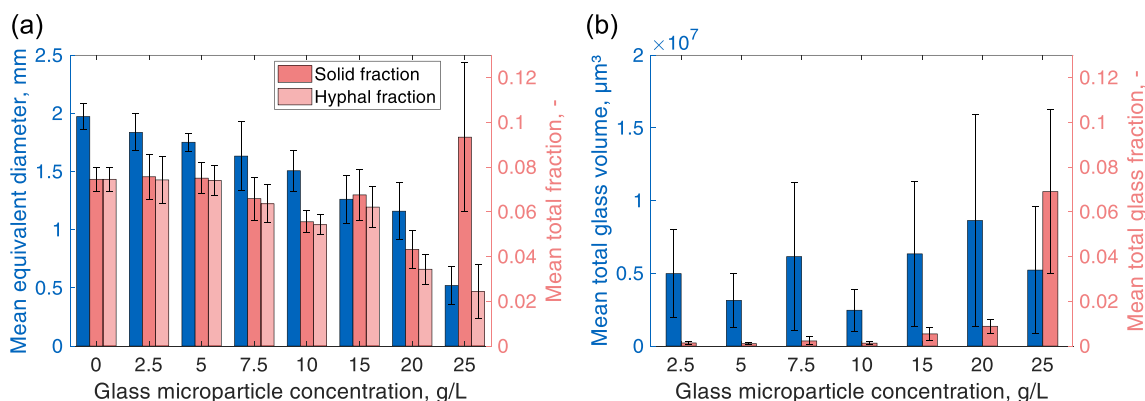 (a)
Mean equivalent diameter, mm
2.5
2
1.5
1
0.5
0
Solid fraction
Hyphal fraction
0.12
0.1
0.08
0.06
0.04
0.02
0
Mean total fraction, -
0 2.5 5 7.5 10 15 20 25
Glass microparticle concentration, g/L
(b)
×10⁷
Mean total glass volume, µm³
2
1.5
1
0.5
0
0.12
0.1
0.08
0.06
0.04
0.02
0
Mean total glass fraction, -
2.5 5 7.5 10 15 20 25
Glass microparticle concentration, g/L